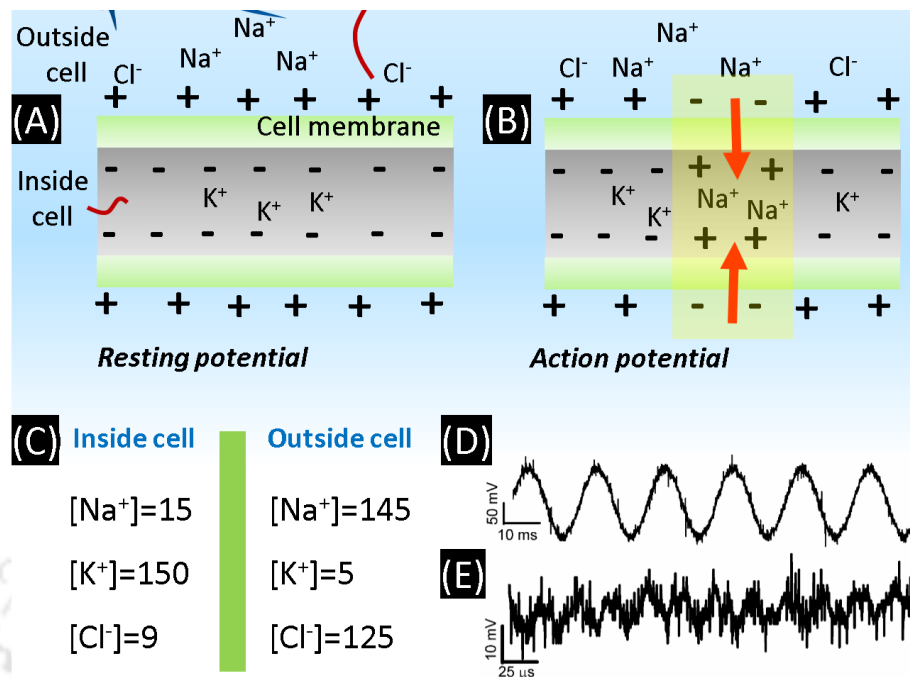 Outside
cell
Na⁺
Na⁺
Na⁺
Cl⁻
Cl⁻
+ + + + + +
(A)
Cell membrane
- - - - - -
Inside
cell
K⁺
K⁺
K⁺
- - - - - -
+ + + + + +
Resting potential
Na⁺
Cl⁻
Na⁺
Na⁺
Cl⁻
+ + - - + +
(B)
- - - + + - -
K⁺
K⁺
Na⁺
Na⁺
K⁺
- - - + + - -
+ + - - + +
Action potential
(C)
Inside cell
Outside cell
[Na⁺]=15
[Na⁺]=145
[K⁺]=150
[K⁺]=5
[Cl⁻]=9
[Cl⁻]=125
(D)
50 mV
10 ms
(E)
10 mV
25 µs